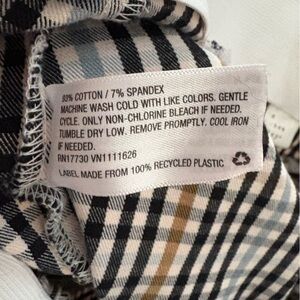 93% COTTON / 7% SPANDEX
MACHINE WASH COLD WITH LIKE COLORS. GENTLE
CYCLE. ONLY NON-CHLORINE BLEACH IF NEEDED.
TUMBLE DRY LOW. REMOVE PROMPTLY. COOL IRON
IF NEEDED.
RN17730 VN1111626
LABEL MADE FROM 100% RECYCLED PLASTIC